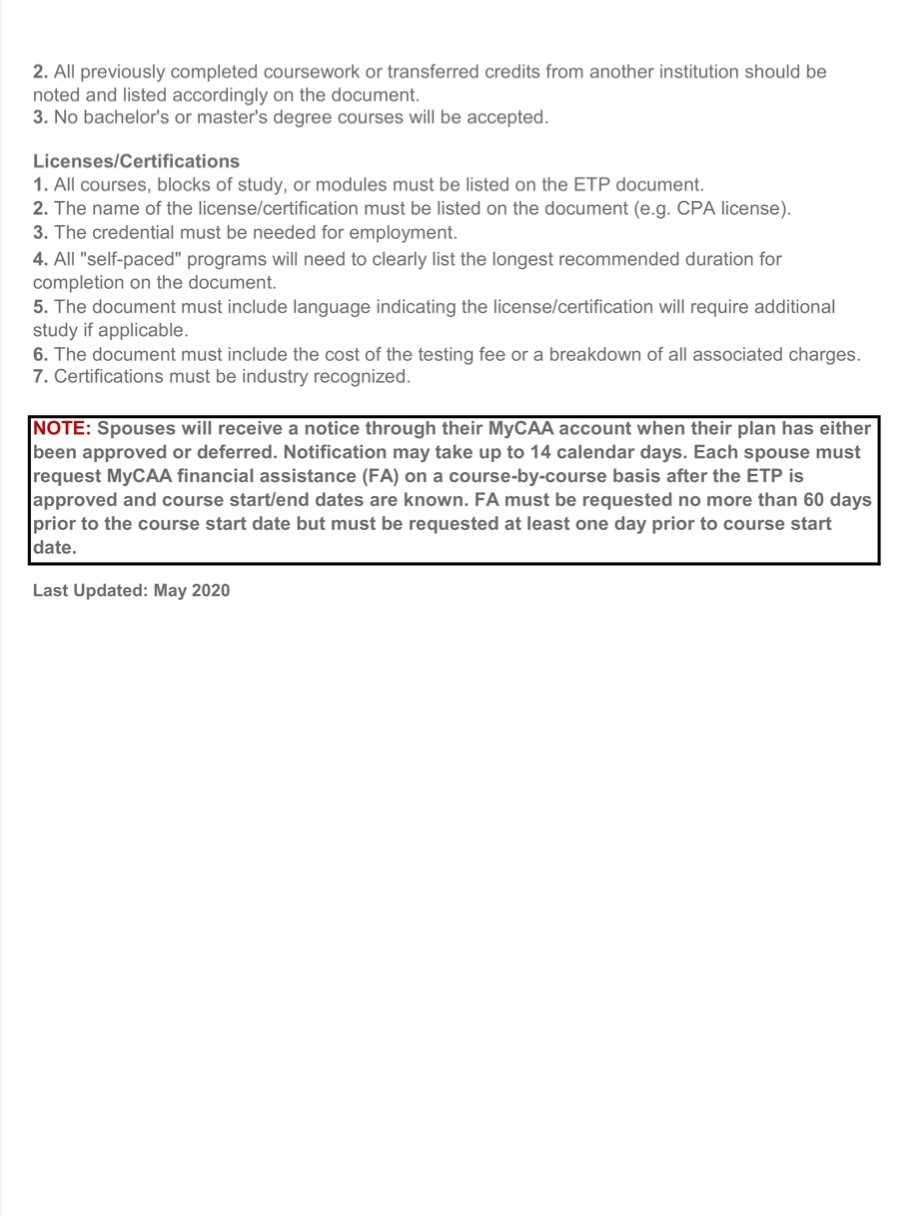 2. All previously completed coursework or transferred credits from another institution should be
noted and listed accordingly on the document.
3. No bachelor's or master's degree courses will be accepted.
Licenses/Certifications
1. All courses, blocks of study, or modules must be listed on the ETP document.
2. The name of the license/certification must be listed on the document (e.g. CPA license).
3. The credential must be needed for employment.
4. All "self-paced" programs will need to clearly list the longest recommended duration for
completion on the document.
5. The document must include language indicating the license/certification will require additional
study if applicable.
6. The document must include the cost of the testing fee or a breakdown of all associated charges.
7. Certifications must be industry recognized.
NOTE: Spouses will receive a notice through their MyCAA account when their plan has either
been approved or deferred. Notification may take up to 14 calendar days. Each spouse must
request MyCAA financial assistance (FA) on a course-by-course basis after the ETP is
approved and course start/end dates are known. FA must be requested no more than 60 days
prior to the course start date but must be requested at least one day prior to course start
date.
Last Updated: May 2020